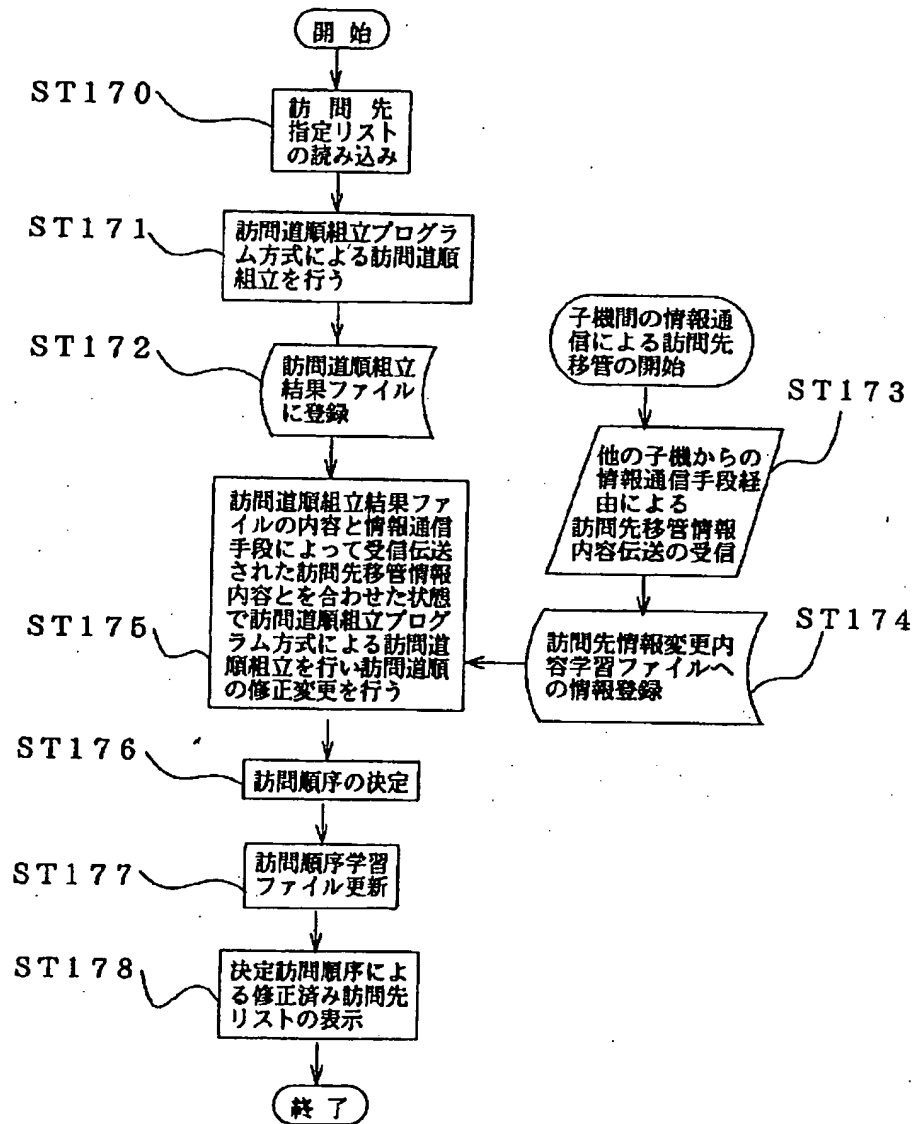 開始
ST170
訪問先
指定リスト
の読み込み
ST171
訪問道順組立プログラ
ム方式による訪問道順
組立を行う
ST172
訪問道順組立
結果ファイル
に登録
子機間の情報通
信による訪問先
移管の開始
ST173
他の子機からの
情報通信手段経
由による
訪問先移管情報
内容伝送の受信
ST174
訪問先情報変更内
容学習ファイルへ
の情報登録
ST175
訪問道順組立結果ファ
イルの内容と情報通信
手段によって受信伝送
された訪問先移管情報
内容とを合わせた状態
で訪問道順組立プログ
ラム方式による訪問道
順組立を行い訪問道順
の修正変更を行う
ST176
訪問順序の決定
ST177
訪問順序学習
ファイル更新
ST178
決定訪問順序によ
る修正済み訪問先
リストの表示
終了